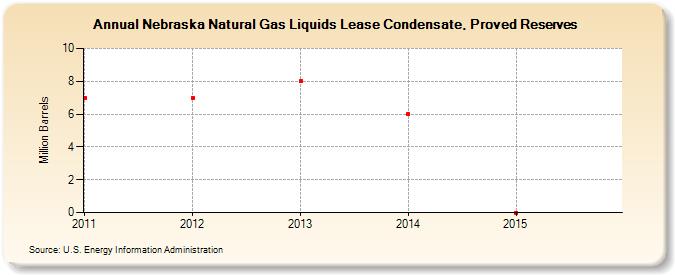 Annual Nebraska Natural Gas Liquids Lease Condensate, Proved Reserves
Million Barrels
10
8
6
4
2
0
2011 2012 2013 2014 2015
Source: U.S. Energy Information Administration